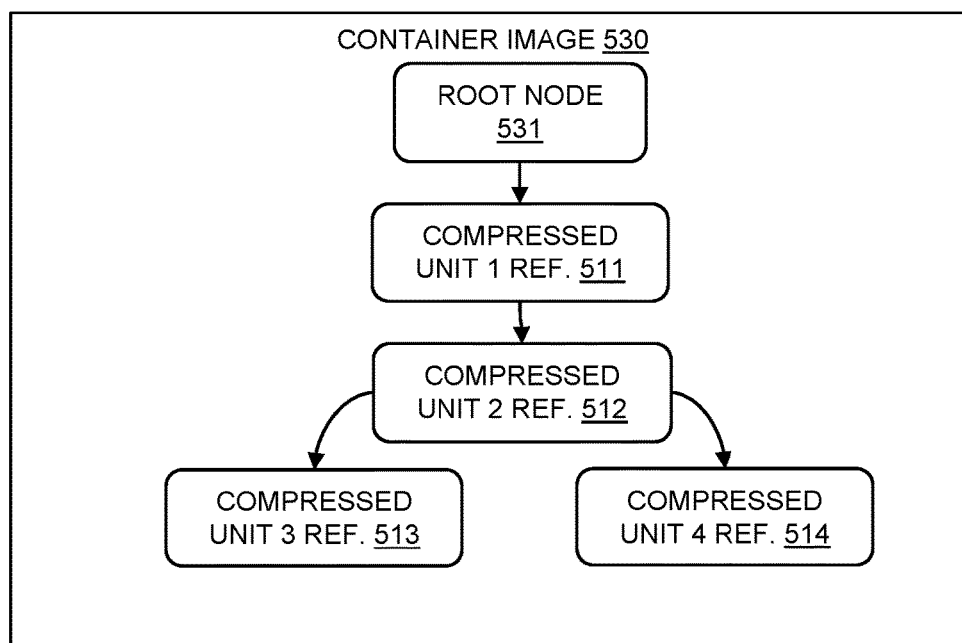 CONTAINER IMAGE 530
ROOT NODE
531
COMPRESSED
UNIT 1 REF. 511
COMPRESSED
UNIT 2 REF. 512
COMPRESSED
UNIT 3 REF. 513
COMPRESSED
UNIT 4 REF. 514